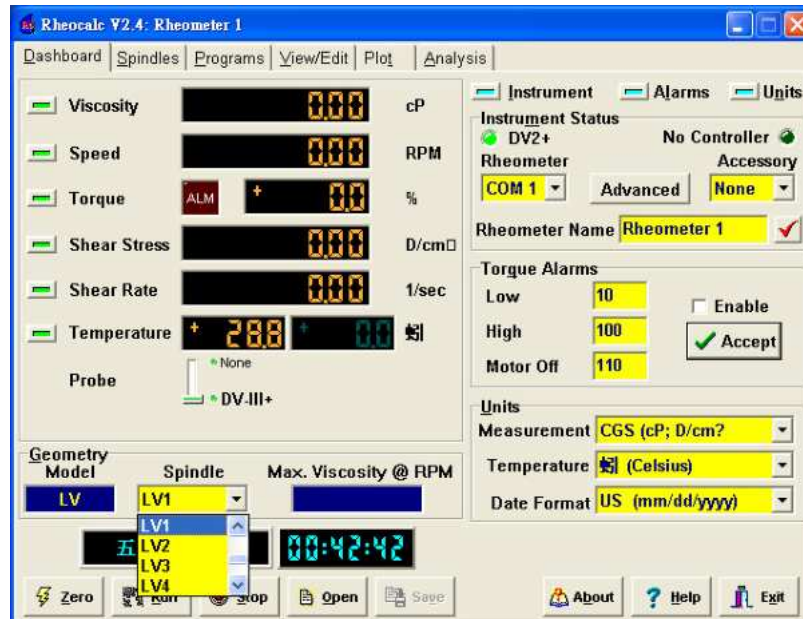 Rheocalc V2.4: Rheometer 1
Dashboard Spindles Programs View/Edit Plot Analysis
Viscosity 0.00 cP
Speed 0.00 RPM
Torque ALM + 0.0 %
Shear Stress 0.00 D/cm□
Shear Rate 0.00 1/sec
Temperature + 28.8 + 0.0 蚓
Probe
None
DV-III+
Instrument Alarms Units
Instrument Status
DV2+ No Controller
Rheometer Accessory
COM 1 Advanced None
Rheometer Name Rheometer 1
Torque Alarms
Low 10 Enable
High 100 Accept
Motor Off 110
Units
Measurement CGS (cP; D/cm?
Temperature 蚓 (Celsius)
Date Format US (mm/dd/yyyy)
Geometry
Model Spindle Max. Viscosity @ RPM
LV LV1
LV1
LV2
LV3
LV4
五 00:42:42
Zero Run Stop Open Save About Help Exit